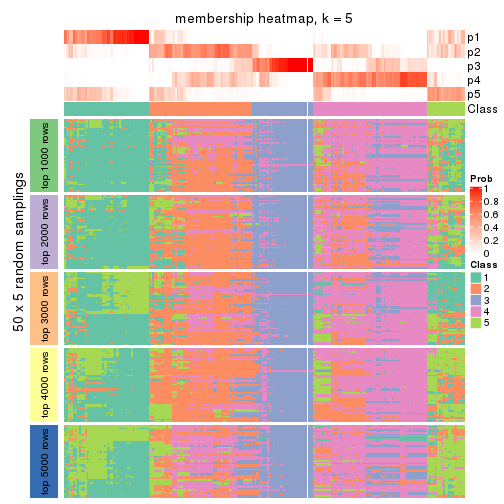 membership heatmap, k = 5
p1
p2
p3
p4
p5
Class
50 x 5 random samplings
top 1000 rows
top 2000 rows
top 3000 rows
top 4000 rows
top 5000 rows
Prob
1
0.8
0.6
0.4
0.2
0
Class
1
2
3
4
5